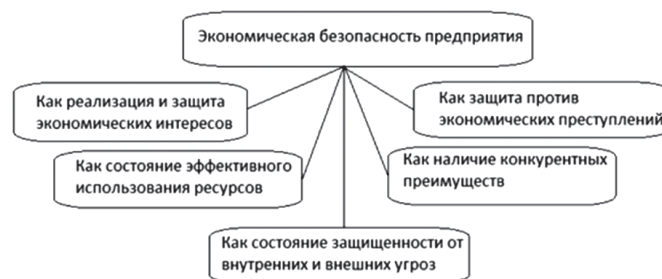 Экономическая безопасность предприятия
Как реализация и защита
экономических интересов
Как защита против
экономических преступлений
Как состояние эффективного
использования ресурсов
Как наличие конкурентных
преимуществ
Как состояние защищенности от
внутренних и внешних угроз